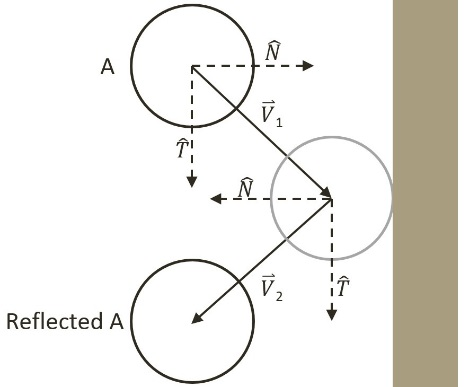 A
N̂
V⃗₁
T̂
N̂
V⃗₂
T̂
Reflected A